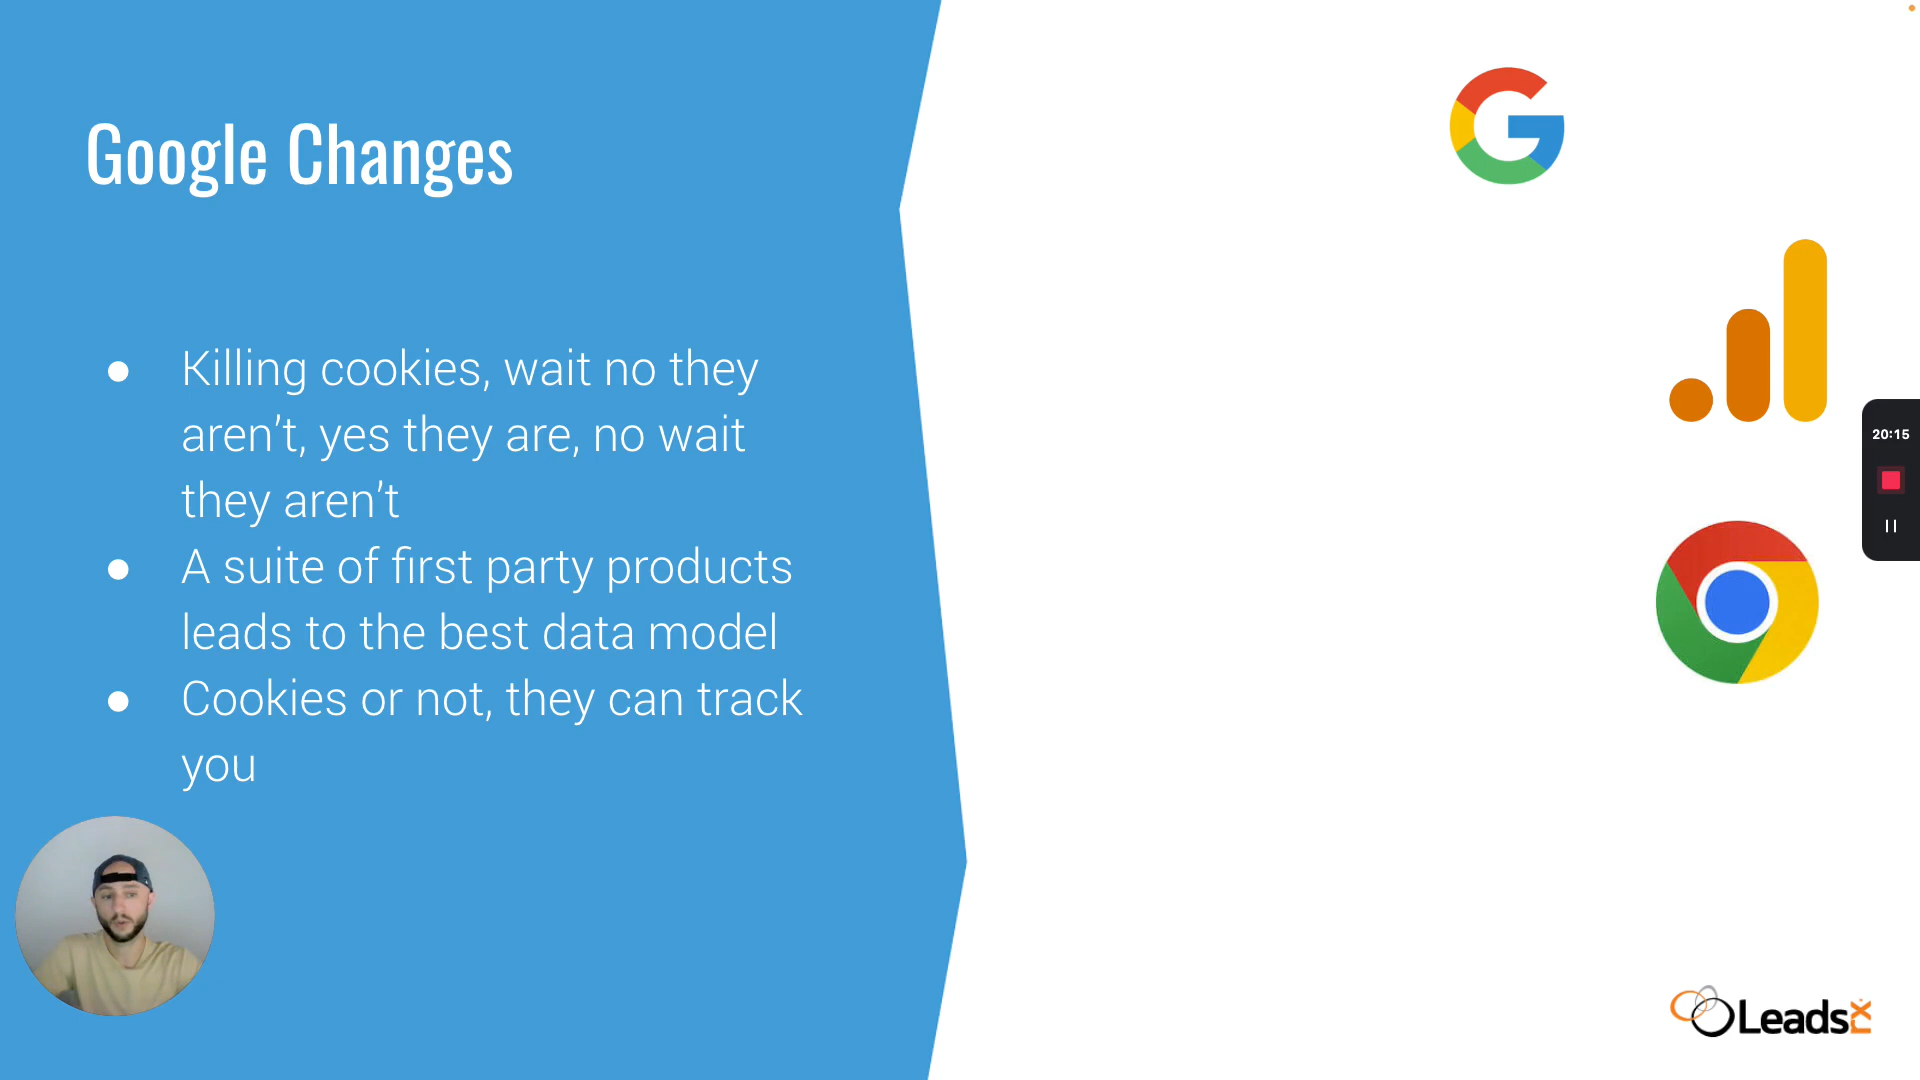 Google Changes
● Killing cookies, wait no they
aren’t, yes they are, no wait
they aren’t
● A suite of first party products
leads to the best data model
● Cookies or not, they can track
you
20:15
LeadsRx